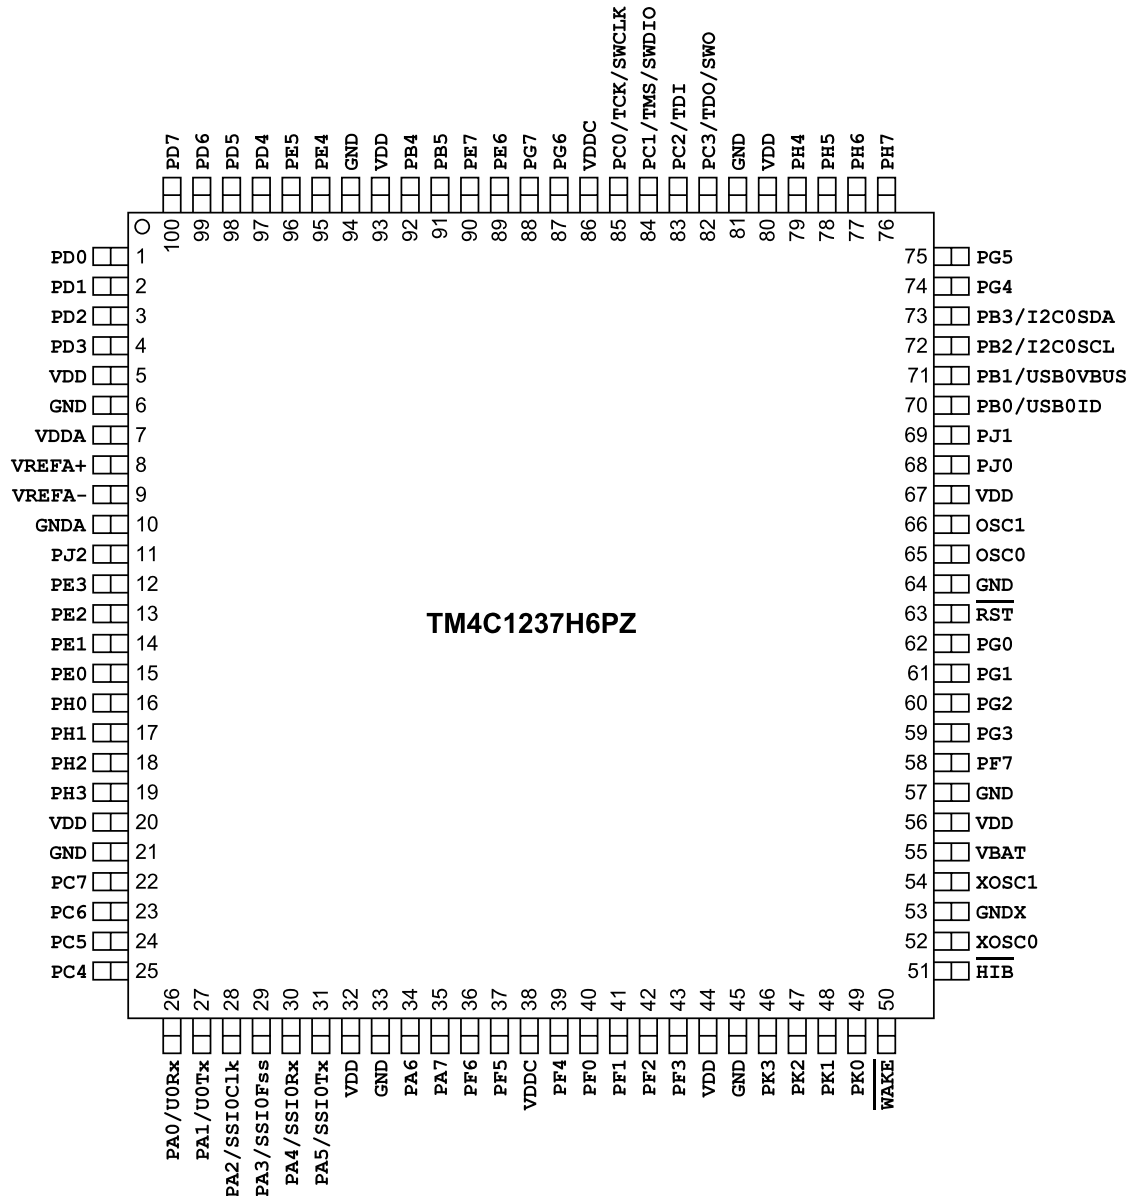 PD7
PD6
PD5
PD4
PE5
PE4
GND
VDD
PB4
PB5
PE7
PE6
PG7
PG6
VDDC
PC0/TCK/SWCLK
PC1/TMS/SWDIO
PC2/TDI
PC3/TDO/SWO
GND
VDD
PH4
PH5
PH6
PH7
100
99
98
97
96
95
94
93
92
91
90
89
88
87
86
85
84
83
82
81
80
79
78
77
76
PD0 1
PD1 2
PD2 3
PD3 4
VDD 5
GND 6
VDDA 7
VREFA+ 8
VREFA- 9
GNDA 10
PJ2 11
PE3 12
PE2 13
PE1 14
PE0 15
PH0 16
PH1 17
PH2 18
PH3 19
VDD 20
GND 21
PC7 22
PC6 23
PC5 24
PC4 25
TM4C1237H6PZ
75 PG5
74 PG4
73 PB3/I2C0SDA
72 PB2/I2C0SCL
71 PB1/USB0VBUS
70 PB0/USB0ID
69 PJ1
68 PJ0
67 VDD
66 OSC1
65 OSC0
64 GND
63 RST
62 PG0
61 PG1
60 PG2
59 PG3
58 PF7
57 GND
56 VDD
55 VBAT
54 XOSC1
53 GNDX
52 XOSC0
51 HIB
26
27
28
29
30
31
32
33
34
35
36
37
38
39
40
41
42
43
44
45
46
47
48
49
50
PA0/U0Rx
PA1/U0Tx
PA2/SSI0Clk
PA3/SSI0Fss
PA4/SSI0Rx
PA5/SSI0Tx
VDD
GND
PA6
PA7
PF6
PF5
VDDC
PF4
PF0
PF1
PF2
PF3
VDD
GND
PK3
PK2
PK1
PK0
WAKE